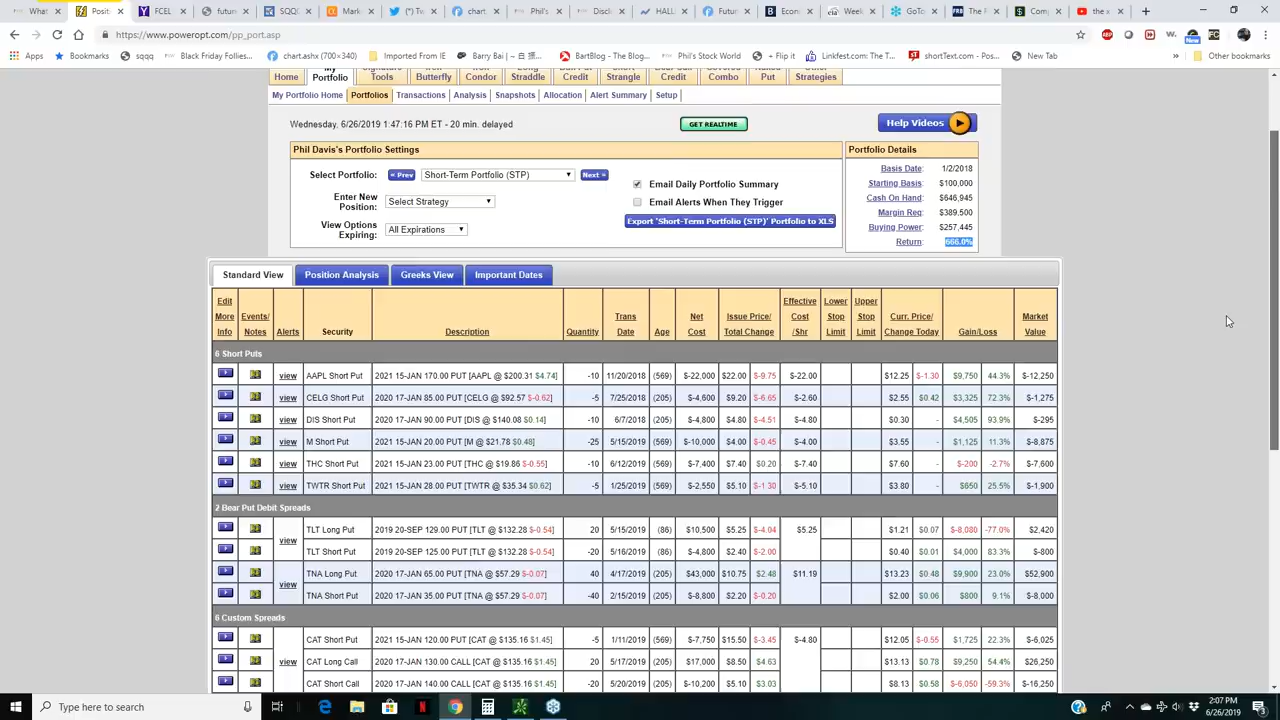 Wha
Positi
YCEL
futur
SQQ
Mark
(*) Tw
chart
Phil's
Discl
HALL
Futur
Econ
Week
GoTo
FRB F
Comp
the x
https://www.poweropt.com/pp_port.asp
New
Apps Bookmarks sqqq Black Friday Follies... chart.ashx (700×340) Imported From IE Barry Bai | BartBlog - The Blog... Phil's Stock World + Flip it Linkfest.com: The T... shortText.com - Yo... New Tab » Other bookmarks
My
Home Portfolio Tools Butterfly Condor Straddle Credit Strangle Credit Combo Put Strategies
My Portfolio Home Portfolios Transactions Analysis Snapshots Allocation Alert Summary Setup
Wednesday, 6/26/2019 1:47:16 PM ET - 20 min. delayed GET REALTIME Help Videos
Phil Davis's Portfolio Settings Portfolio Details
Select Portfolio: « Prev Short-Term Portfolio (STP) Next »
Enter New Position: Select Strategy
View Options Expiring: All Expirations
Email Daily Portfolio Summary
Email Alerts When They Trigger
Export 'Short-Term Portfolio (STP)' Portfolio to XLS
Basis Date: 1/2/2018
Starting Basis: $100,000
Cash On Hand: $646,945
Margin Req: $389,500
Buying Power: $257,445
Return: 666.0%
Standard View Position Analysis Greeks View Important Dates
Edit More Info Events/ Notes Alerts Security Description Quantity Trans Date Age Net Cost Issue Price/ Total Change Effective Cost /Shr Lower Stop Limit Upper Stop Limit Curr. Price/ Change Today Gain/Loss Market Value
6 Short Puts
view AAPL Short Put 2021 15-JAN 170.00 PUT [AAPL @ $200.31 $4.74] -10 11/20/2018 (569) $-22,000 $22.00 $-9.75 $-22.00 $12.25 $-1.30 $9,750 44.3% $-12,250
view CELG Short Put 2020 17-JAN 85.00 PUT [CELG @ $92.57 $-0.62] -5 7/25/2018 (205) $-4,600 $9.20 $-6.65 $-2.60 $2.55 $0.42 $3,325 72.3% $-1,275
view DIS Short Put 2020 17-JAN 90.00 PUT [DIS @ $140.08 $0.14] -10 6/7/2018 (205) $-4,800 $4.80 $-4.51 $-4.80 $0.30 - $4,505 93.9% $-295
view M Short Put 2021 15-JAN 20.00 PUT [M @ $21.78 $0.48] -25 5/15/2019 (569) $-10,000 $4.00 $-0.45 $-4.00 $3.55 - $1,125 11.3% $-8,875
view THC Short Put 2021 15-JAN 23.00 PUT [THC @ $19.86 $-0.55] -10 6/12/2019 (569) $-7,400 $7.40 $0.20 $-7.40 $7.60 - $-200 -2.7% $-7,600
view TWTR Short Put 2021 15-JAN 28.00 PUT [TWTR @ $35.34 $0.62] -5 1/25/2019 (569) $-2,550 $5.10 $-1.30 $-5.10 $3.80 - $650 25.5% $-1,900
2 Bear Put Debit Spreads
view TLT Long Put 2019 20-SEP 129.00 PUT [TLT @ $132.28 $-0.54] 20 5/15/2019 (86) $10,500 $5.25 $-4.04 $5.25 $1.21 $0.07 $-8,080 -77.0% $2,420
TLT Short Put 2019 20-SEP 125.00 PUT [TLT @ $132.28 $-0.54] -20 5/16/2019 (86) $-4,800 $2.40 $-2.00 $0.40 $0.01 $4,000 83.3% $-800
view TNA Long Put 2020 17-JAN 65.00 PUT [TNA @ $57.29 $-0.07] 40 4/17/2019 (205) $43,000 $10.75 $2.48 $11.19 $13.23 $0.48 $9,900 23.0% $52,900
TNA Short Put 2020 17-JAN 35.00 PUT [TNA @ $57.29 $-0.07] -40 2/15/2019 (205) $-8,800 $2.20 $-0.20 $2.00 $0.06 $800 9.1% $-8,000
6 Custom Spreads
CAT Short Put 2021 15-JAN 120.00 PUT [CAT @ $135.16 $1.45] -5 1/11/2019 (569) $-7,750 $15.50 $-3.45 $-4.80 $12.05 $-0.55 $1,725 22.3% $-6,025
view CAT Long Call 2020 17-JAN 130.00 CALL [CAT @ $135.16 $1.45] 20 5/17/2019 (205) $17,000 $8.50 $4.63 $13.13 $0.78 $9,250 54.4% $26,250
CAT Short Call 2020 17-JAN 140.00 CALL [CAT @ $135.16 $1.45] -20 5/20/2019 (205) $-10,200 $5.10 $3.03 $8.13 $0.58 $-6,050 -59.3% $-16,250
Type here to search
2:07 PM
6/26/2019